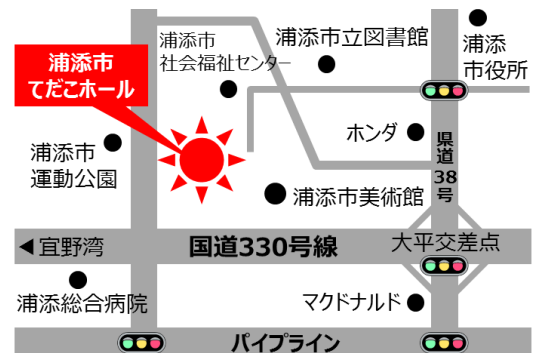 浦添市
てだこホール
浦添市
社会福祉センター
浦添市立図書館
浦添
市役所
ホンダ
県道38号
浦添市
運動公園
浦添市美術館
◀宜野湾
国道330号線
大平交差点
浦添総合病院
マクドナルド
パイプライン